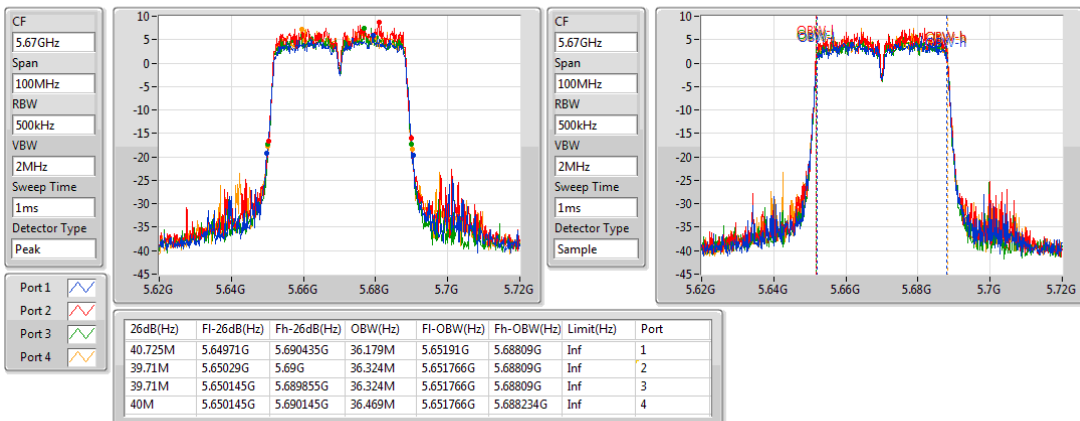 CF
5.67GHz
Span
100MHz
RBW
500kHz
VBW
2MHz
Sweep Time
1ms
Detector Type
Peak
10
5
0
-5
-10
-15
-20
-25
-30
-35
-40
-45
5.62G 5.64G 5.66G 5.68G 5.7G 5.72G
CF
5.67GHz
Span
100MHz
RBW
500kHz
VBW
2MHz
Sweep Time
1ms
Detector Type
Sample
10
5
0
-5
-10
-15
-20
-25
-30
-35
-40
-45
OBW-l
OBW-h
5.62G 5.64G 5.66G 5.68G 5.7G 5.72G
Port 1
Port 2
Port 3
Port 4
26dB(Hz) Fl-26dB(Hz) Fh-26dB(Hz) OBW(Hz) Fl-OBW(Hz) Fh-OBW(Hz) Limit(Hz) Port
40.725M 5.64971G 5.690435G 36.179M 5.65191G 5.68809G Inf 1
39.71M 5.65029G 5.69G 36.324M 5.651766G 5.68809G Inf 2
39.71M 5.650145G 5.689855G 36.324M 5.651766G 5.68809G Inf 3
40M 5.650145G 5.690145G 36.469M 5.651766G 5.688234G Inf 4